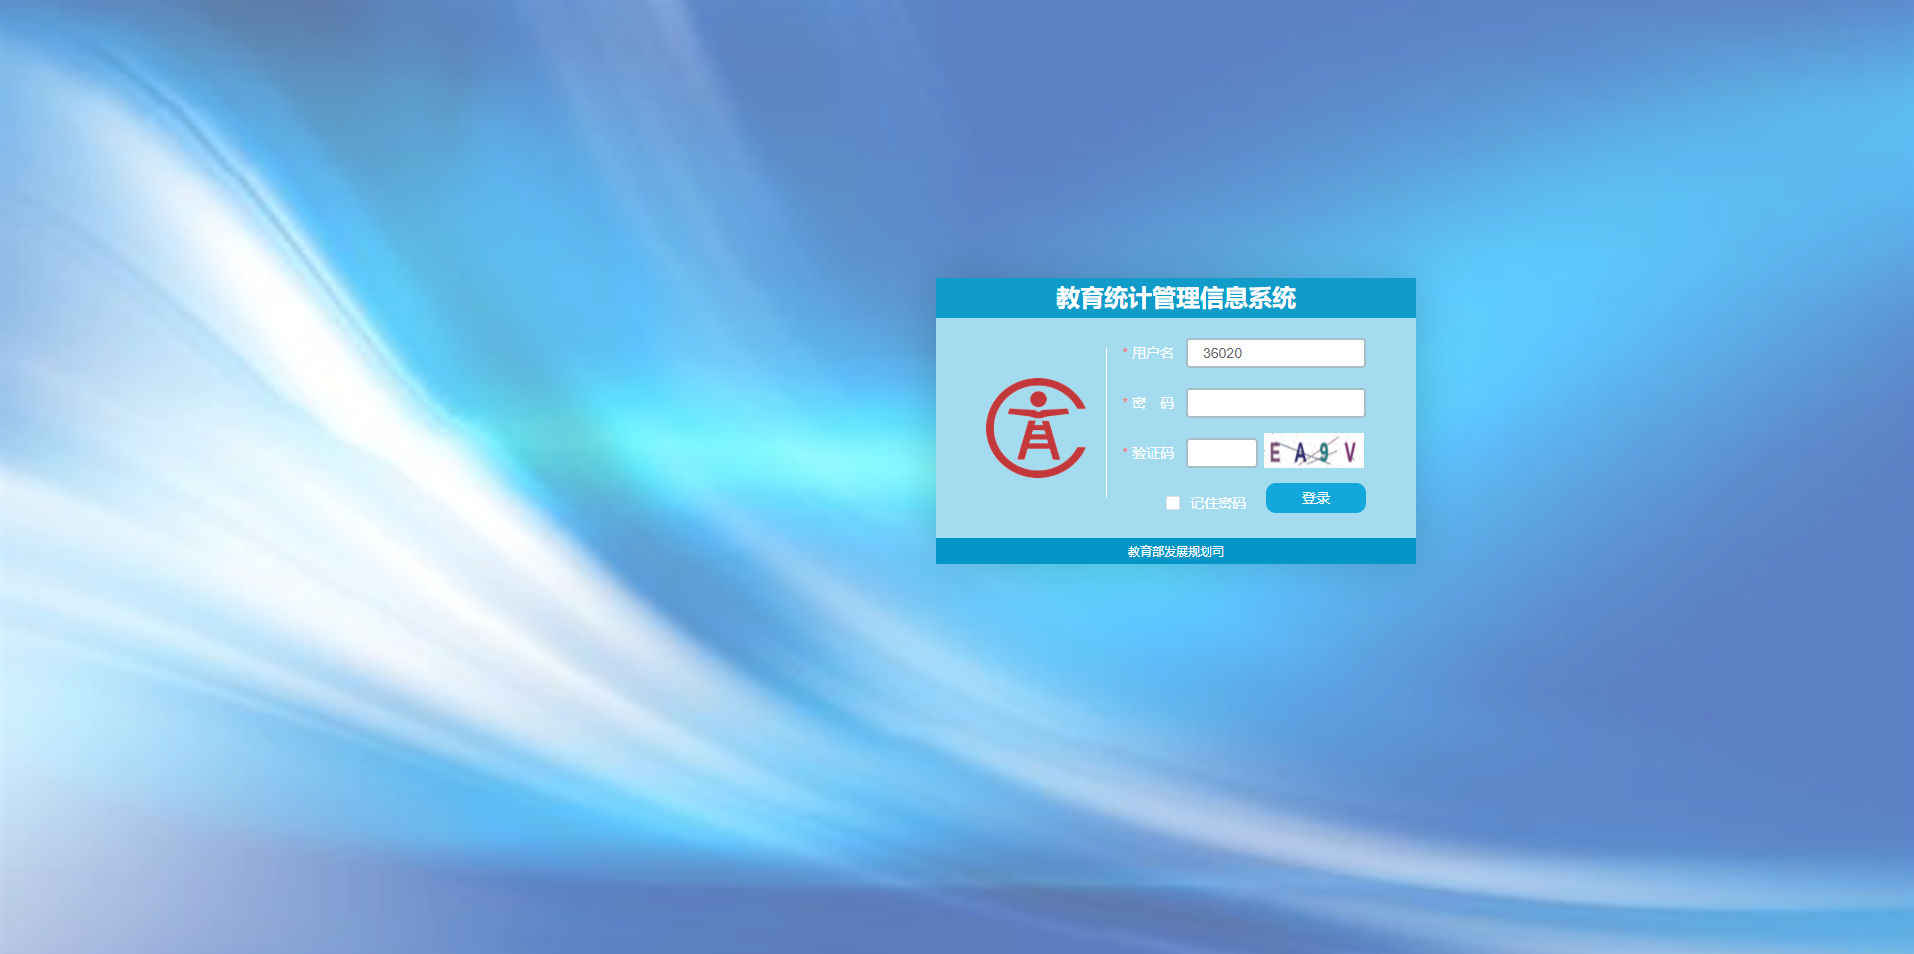 教育统计管理信息系统
* 用户名 36020
* 密 码
* 验证码 EA9V
记住密码 登录
教育部发展规划司